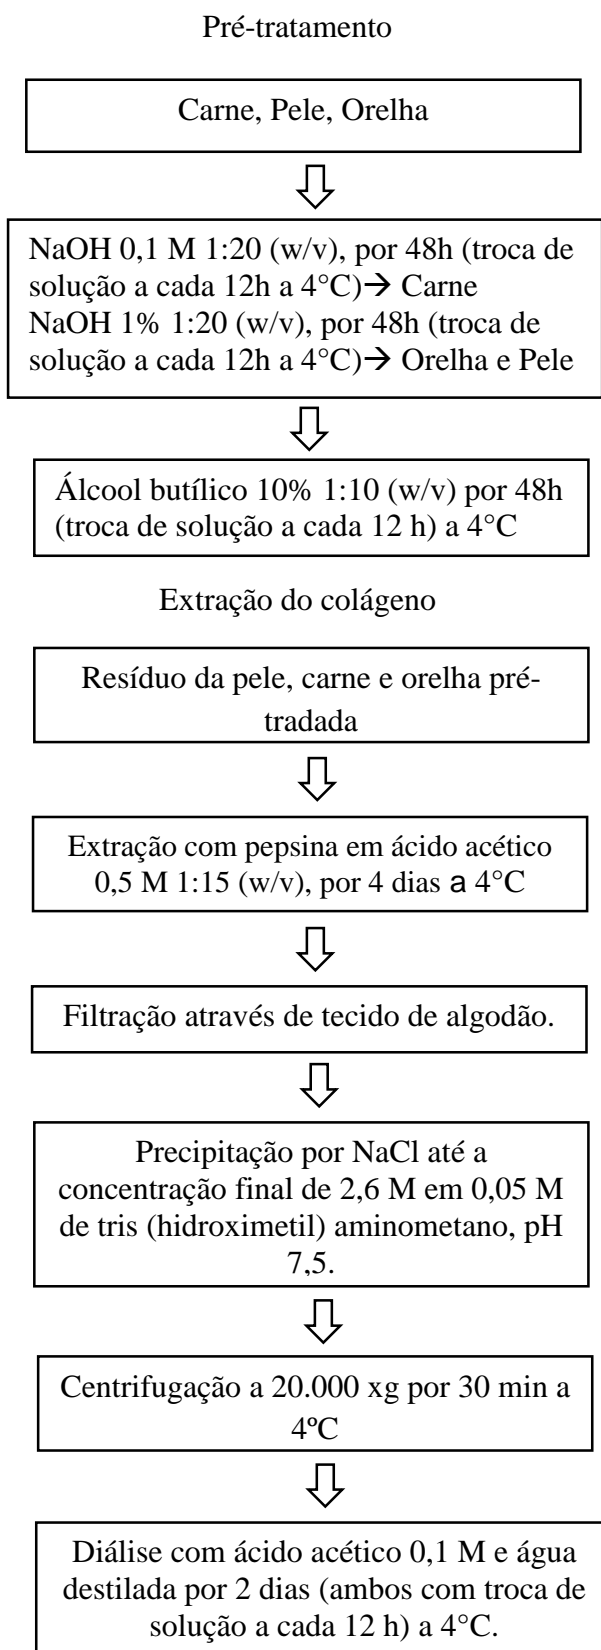 Pré-tratamento
Carne, Pele, Orelha
NaOH 0,1 M 1:20 (w/v), por 48h (troca de
solução a cada 12h a 4°C)→ Carne
NaOH 1% 1:20 (w/v), por 48h (troca de
solução a cada 12h a 4°C)→ Orelha e Pele
Álcool butílico 10% 1:10 (w/v) por 48h
(troca de solução a cada 12 h) a 4°C
Extração do colágeno
Resíduo da pele, carne e orelha pré-
tradada
Extração com pepsina em ácido acético
0,5 M 1:15 (w/v), por 4 dias a 4°C
Filtração através de tecido de algodão.
Precipitação por NaCl até a
concentração final de 2,6 M em 0,05 M
de tris (hidroximetil) aminometano, pH
7,5.
Centrifugação a 20.000 xg por 30 min a
4ºC
Diálise com ácido acético 0,1 M e água
destilada por 2 dias (ambos com troca de
solução a cada 12 h) a 4°C.